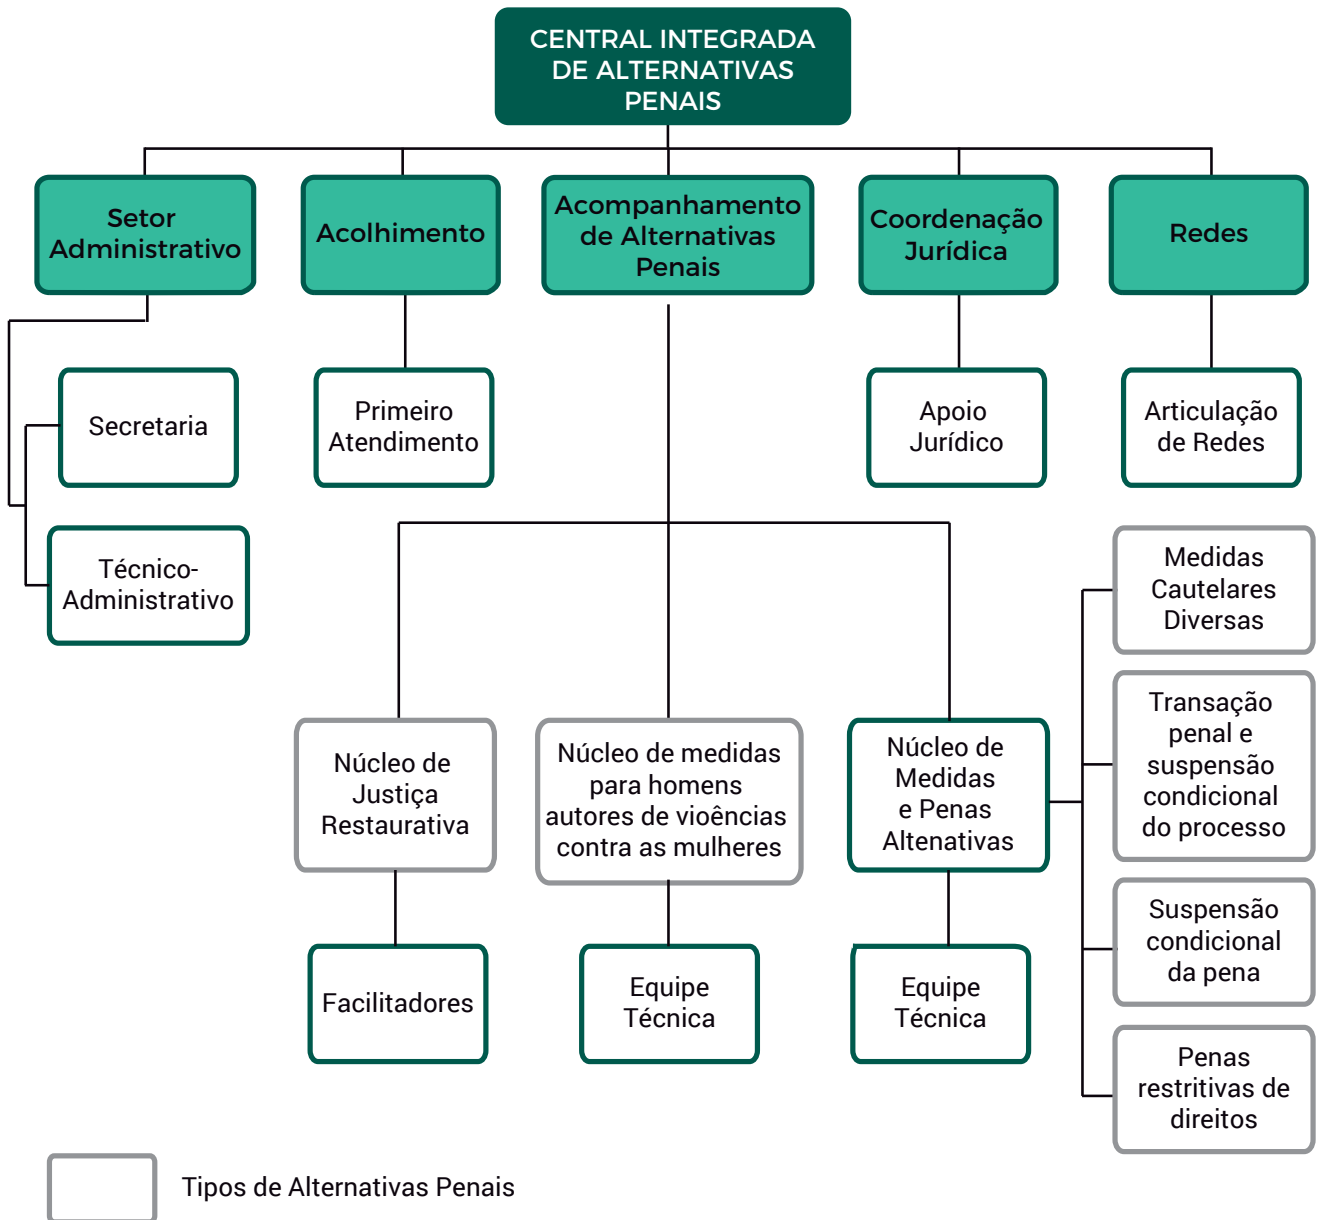 CENTRAL INTEGRADA
DE ALTERNATIVAS
PENAIS
Setor
Administrativo
Acolhimento
Acompanhamento
de Alternativas
Penais
Coordenação
Jurídica
Redes
Secretaria
Primeiro
Atendimento
Apoio
Jurídico
Articulação
de Redes
Técnico-
Administrativo
Medidas
Cautelares
Diversas
Transação
penal e
suspensão
condicional
do processo
Núcleo de
Justiça
Restaurativa
Núcleo de medidas
para homens
autores de vioências
contra as mulheres
Núcleo de
Medidas
e Penas
Altenativas
Suspensão
condicional
da pena
Facilitadores
Equipe
Técnica
Equipe
Técnica
Penas
restritivas de
direitos
Tipos de Alternativas Penais